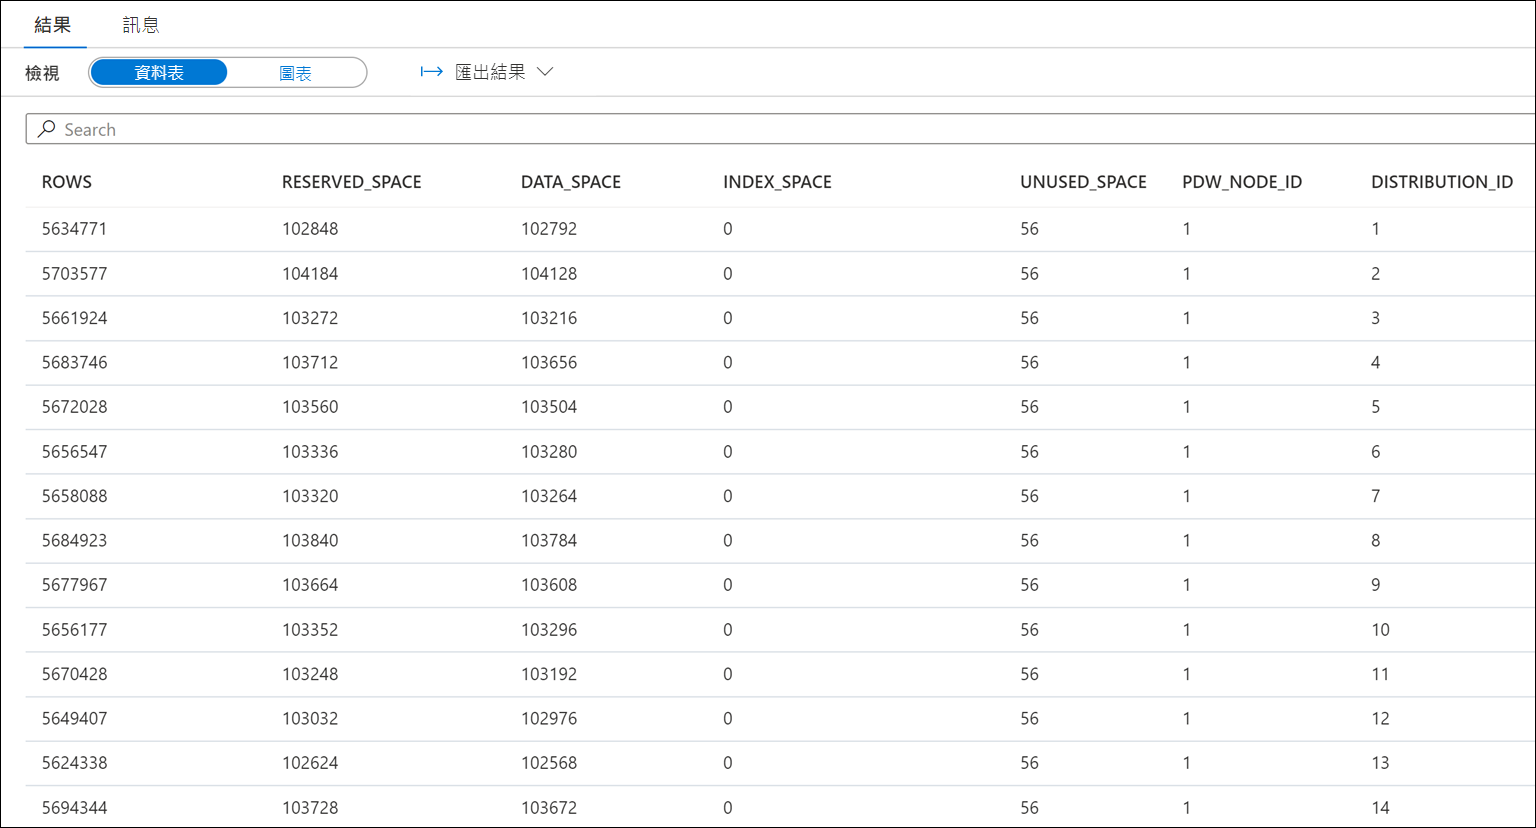 結果 訊息
檢視 資料表 圖表 匯出結果
Search
ROWS RESERVED_SPACE DATA_SPACE INDEX_SPACE UNUSED_SPACE PDW_NODE_ID DISTRIBUTION_ID
5634771 102848 102792 0 56 1 1
5703577 104184 104128 0 56 1 2
5661924 103272 103216 0 56 1 3
5683746 103712 103656 0 56 1 4
5672028 103560 103504 0 56 1 5
5656547 103336 103280 0 56 1 6
5658088 103320 103264 0 56 1 7
5684923 103840 103784 0 56 1 8
5677967 103664 103608 0 56 1 9
5656177 103352 103296 0 56 1 10
5670428 103248 103192 0 56 1 11
5649407 103032 102976 0 56 1 12
5624338 102624 102568 0 56 1 13
5694344 103728 103672 0 56 1 14